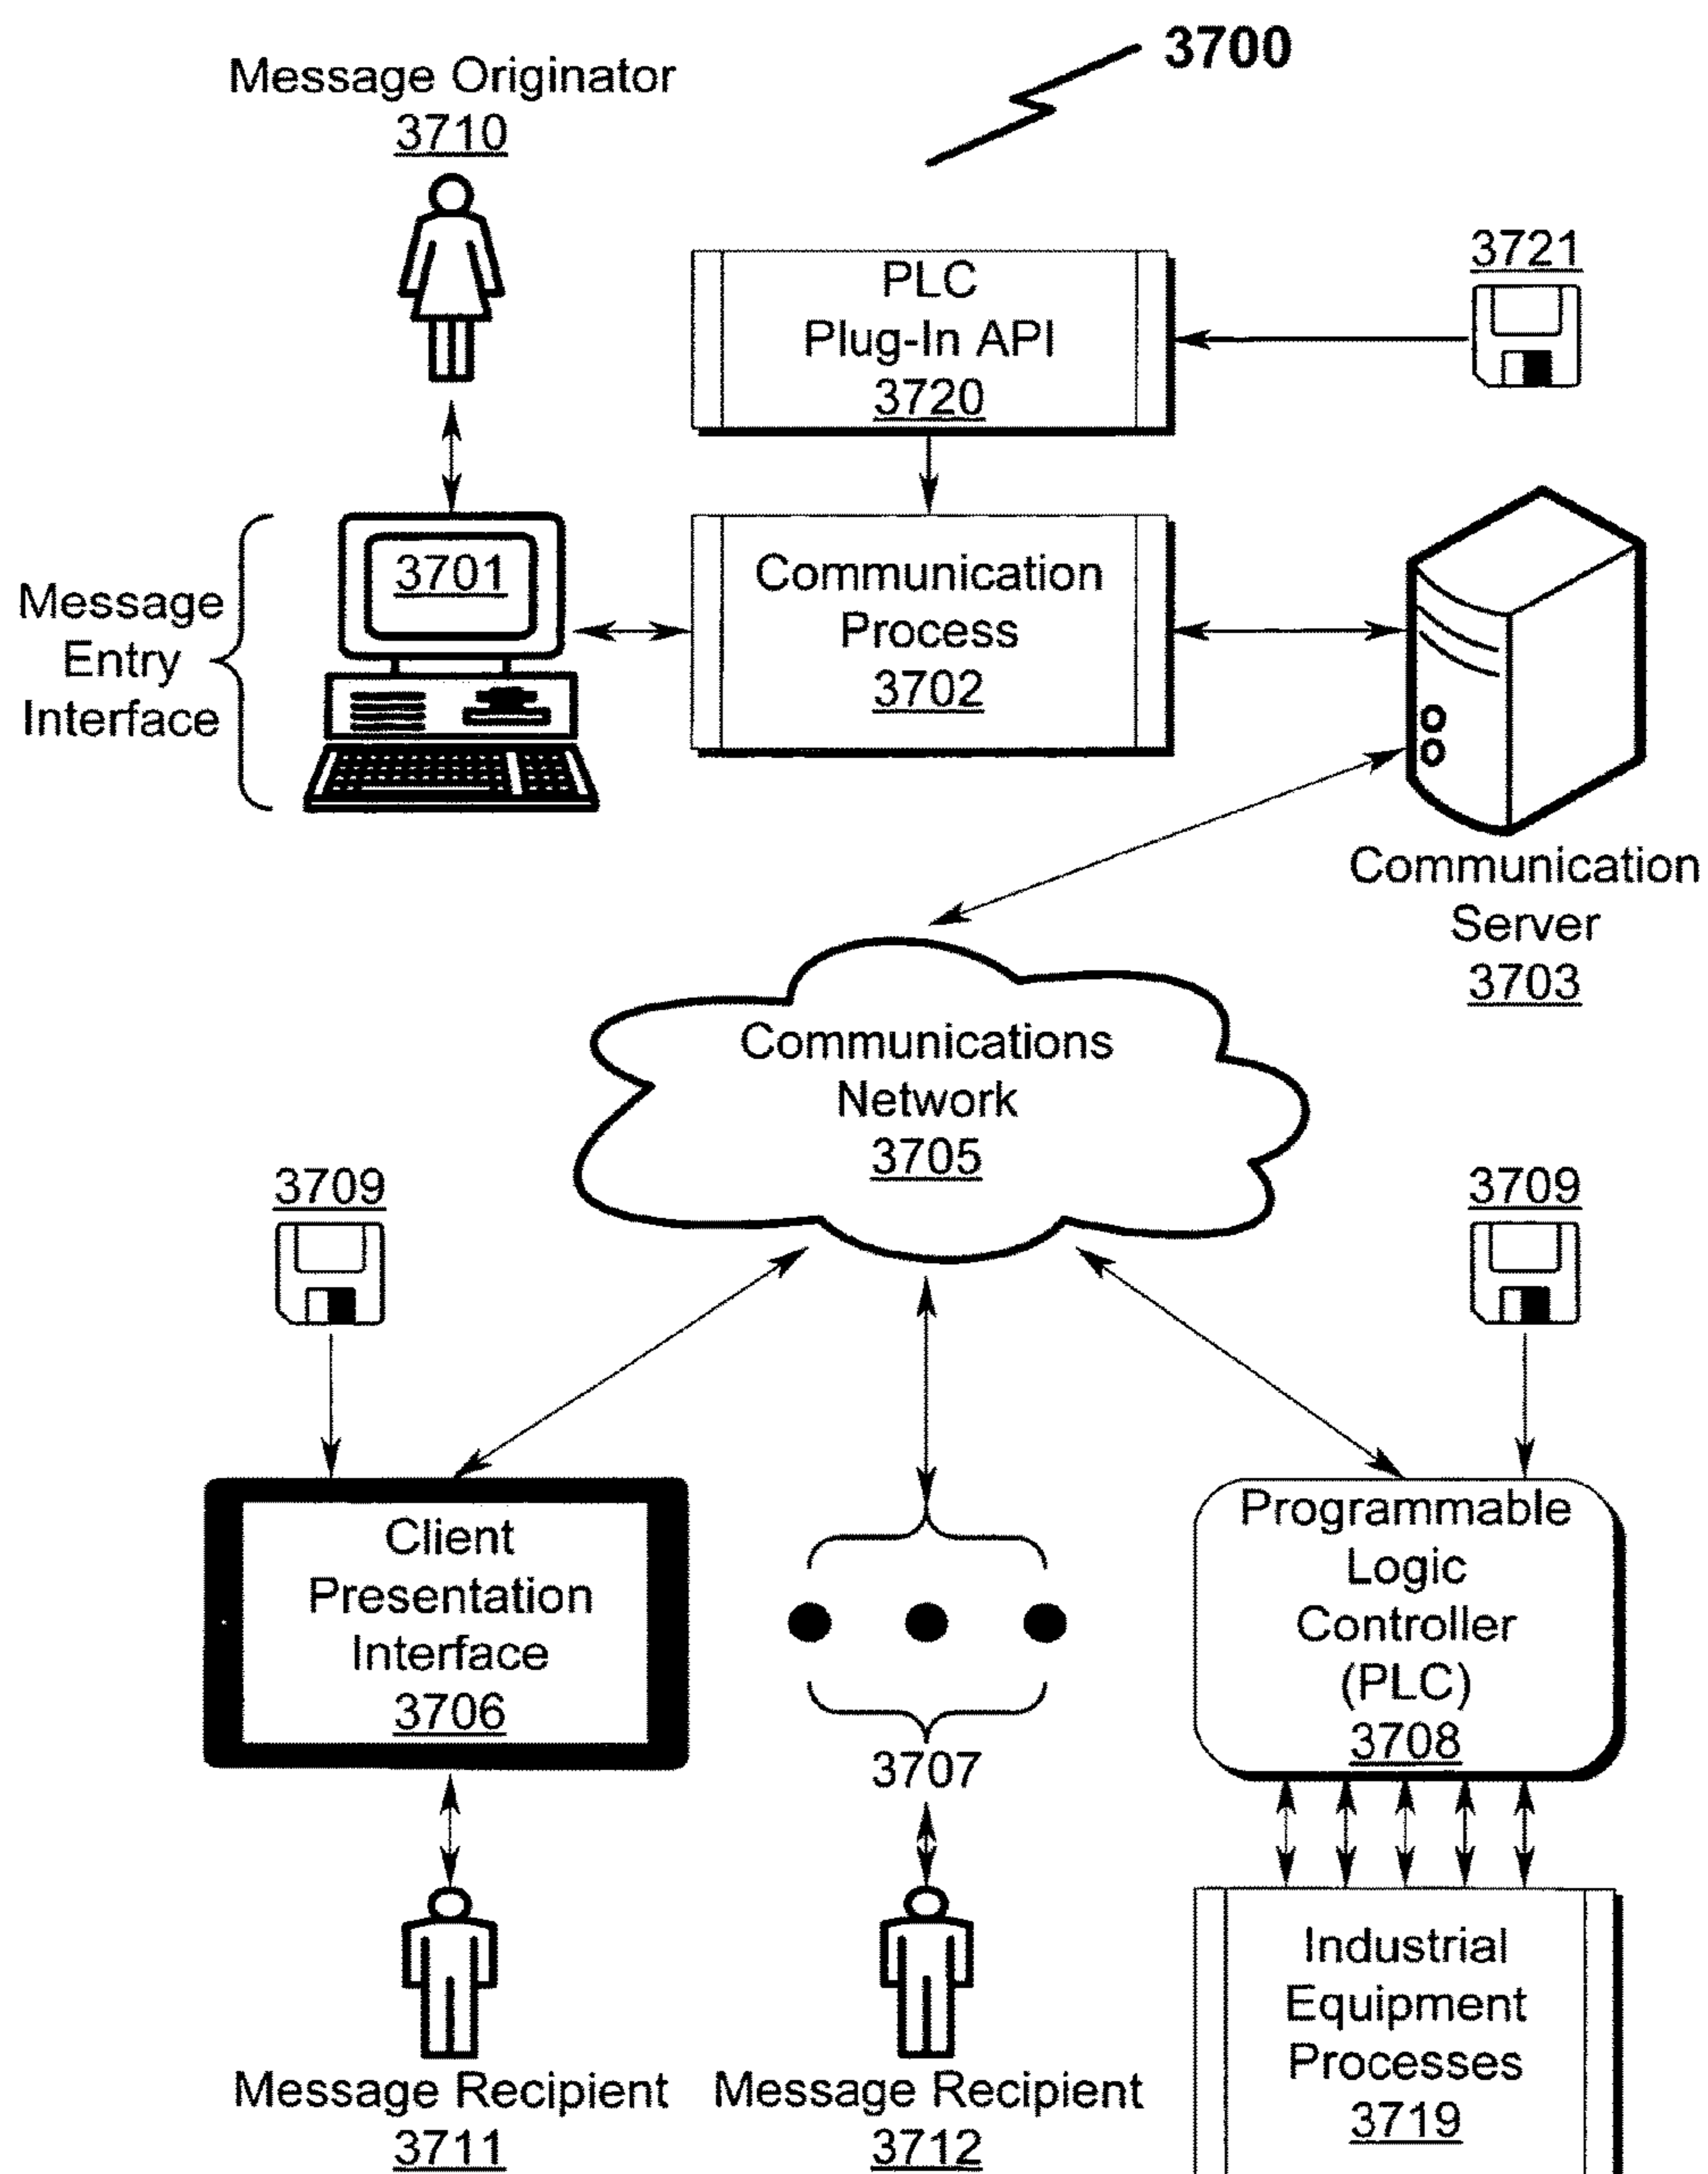 3700
Message Originator
3710
PLC
Plug-In API
3720
3721
Message
Entry
Interface
3701
Communication
Process
3702
Communication
Server
3703
Communications
Network
3705
3709
3709
Client
Presentation
Interface
3706
3707
Programmable
Logic
Controller
(PLC)
3708
Message Recipient
3711
Message Recipient
3712
Industrial
Equipment
Processes
3719